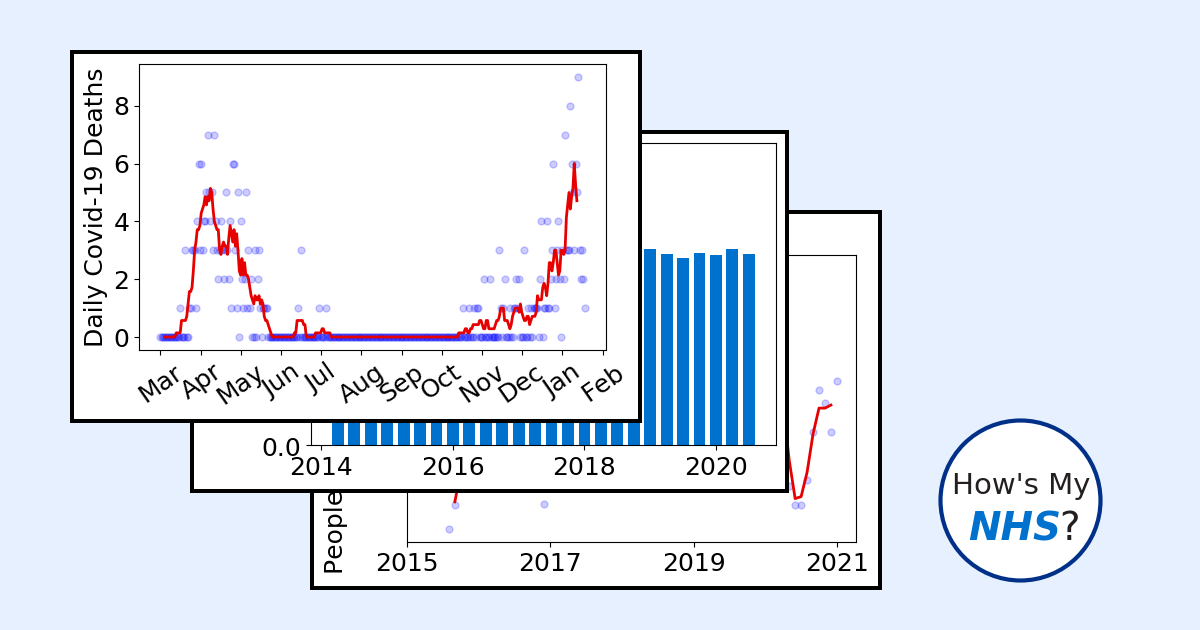 Daily Covid-19 Deaths
8
6
4
2
0
Mar Apr May Jun Jul Aug Sep Oct Nov Dec Jan Feb
0.0
2014 2016 2018 2020
People
2015 2017 2019 2021
How's My
NHS?